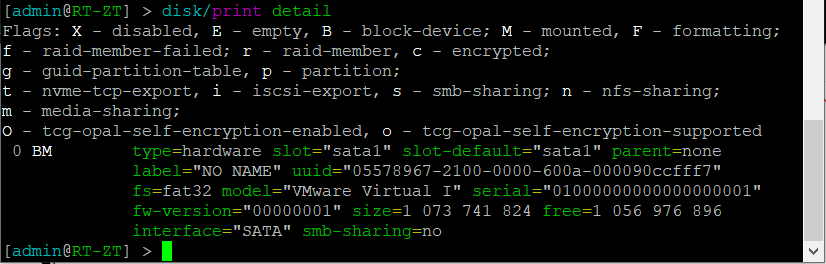 [admin@RT-ZT] > disk/print detail
Flags: X - disabled, E - empty, B - block-device; M - mounted, F - formatting;
f - raid-member-failed; r - raid-member, c - encrypted;
g - guid-partition-table, p - partition;
t - nvme-tcp-export, i - iscsi-export, s - smb-sharing; n - nfs-sharing;
m - media-sharing;
O - tcg-opal-self-encryption-enabled, o - tcg-opal-self-encryption-supported
0 BM type=hardware slot="sata1" slot-default="sata1" parent=none
label="NO NAME" uuid="05578967-2100-0000-600a-000090ccfff7"
fs=fat32 model="VMware Virtual I" serial="01000000000000000001"
fw-version="00000001" size=1 073 741 824 free=1 056 976 896
interface="SATA" smb-sharing=no
[admin@RT-ZT] >